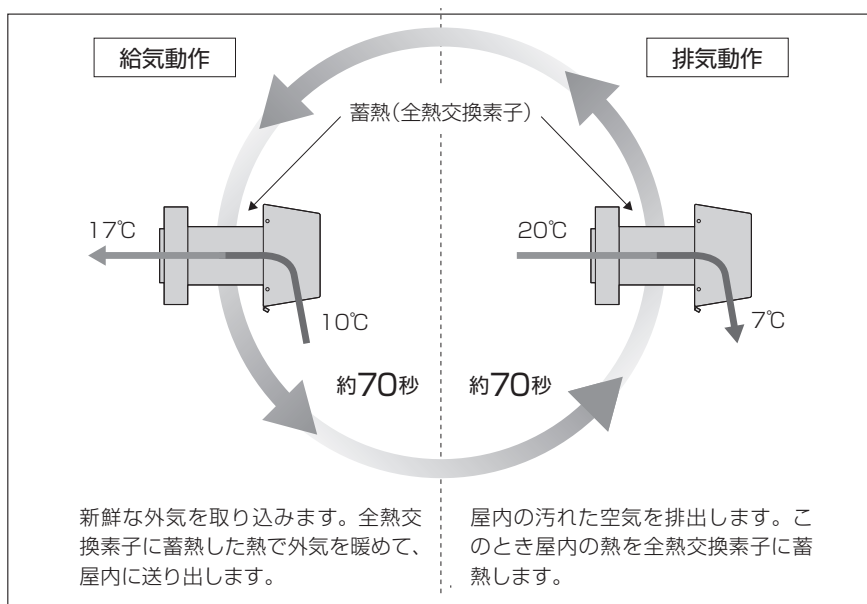 給気動作
排気動作
蓄熱(全熱交換素子)
17℃
10℃
20℃
7℃
約70秒
約70秒
新鮮な外気を取り込みます。全熱交
換素子に蓄熱した熱で外気を暖めて、
屋内に送り出します。
屋内の汚れた空気を排出します。こ
のとき屋内の熱を全熱交換素子に蓄
熱します。